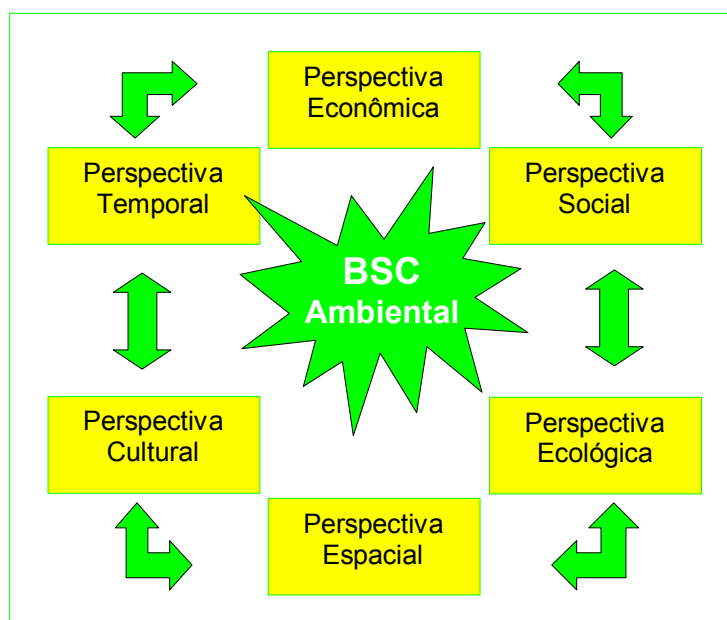 Perspectiva
Econômica
Perspectiva
Temporal
Perspectiva
Social
BSC
Ambiental
Perspectiva
Cultural
Perspectiva
Ecológica
Perspectiva
Espacial